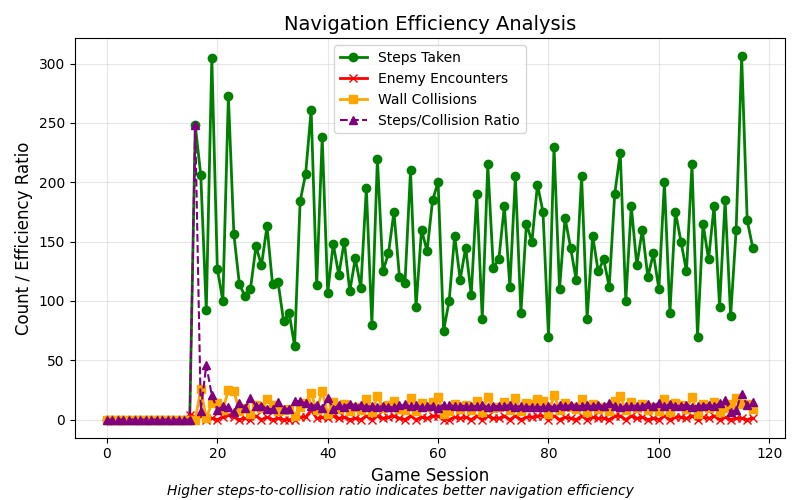 Navigation Efficiency Analysis
Steps Taken
Enemy Encounters
Wall Collisions
Steps/Collision Ratio
Count / Efficiency Ratio
300
250
200
150
100
50
0
0 20 40 60 80 100 120
Game Session
Higher steps-to-collision ratio indicates better navigation efficiency